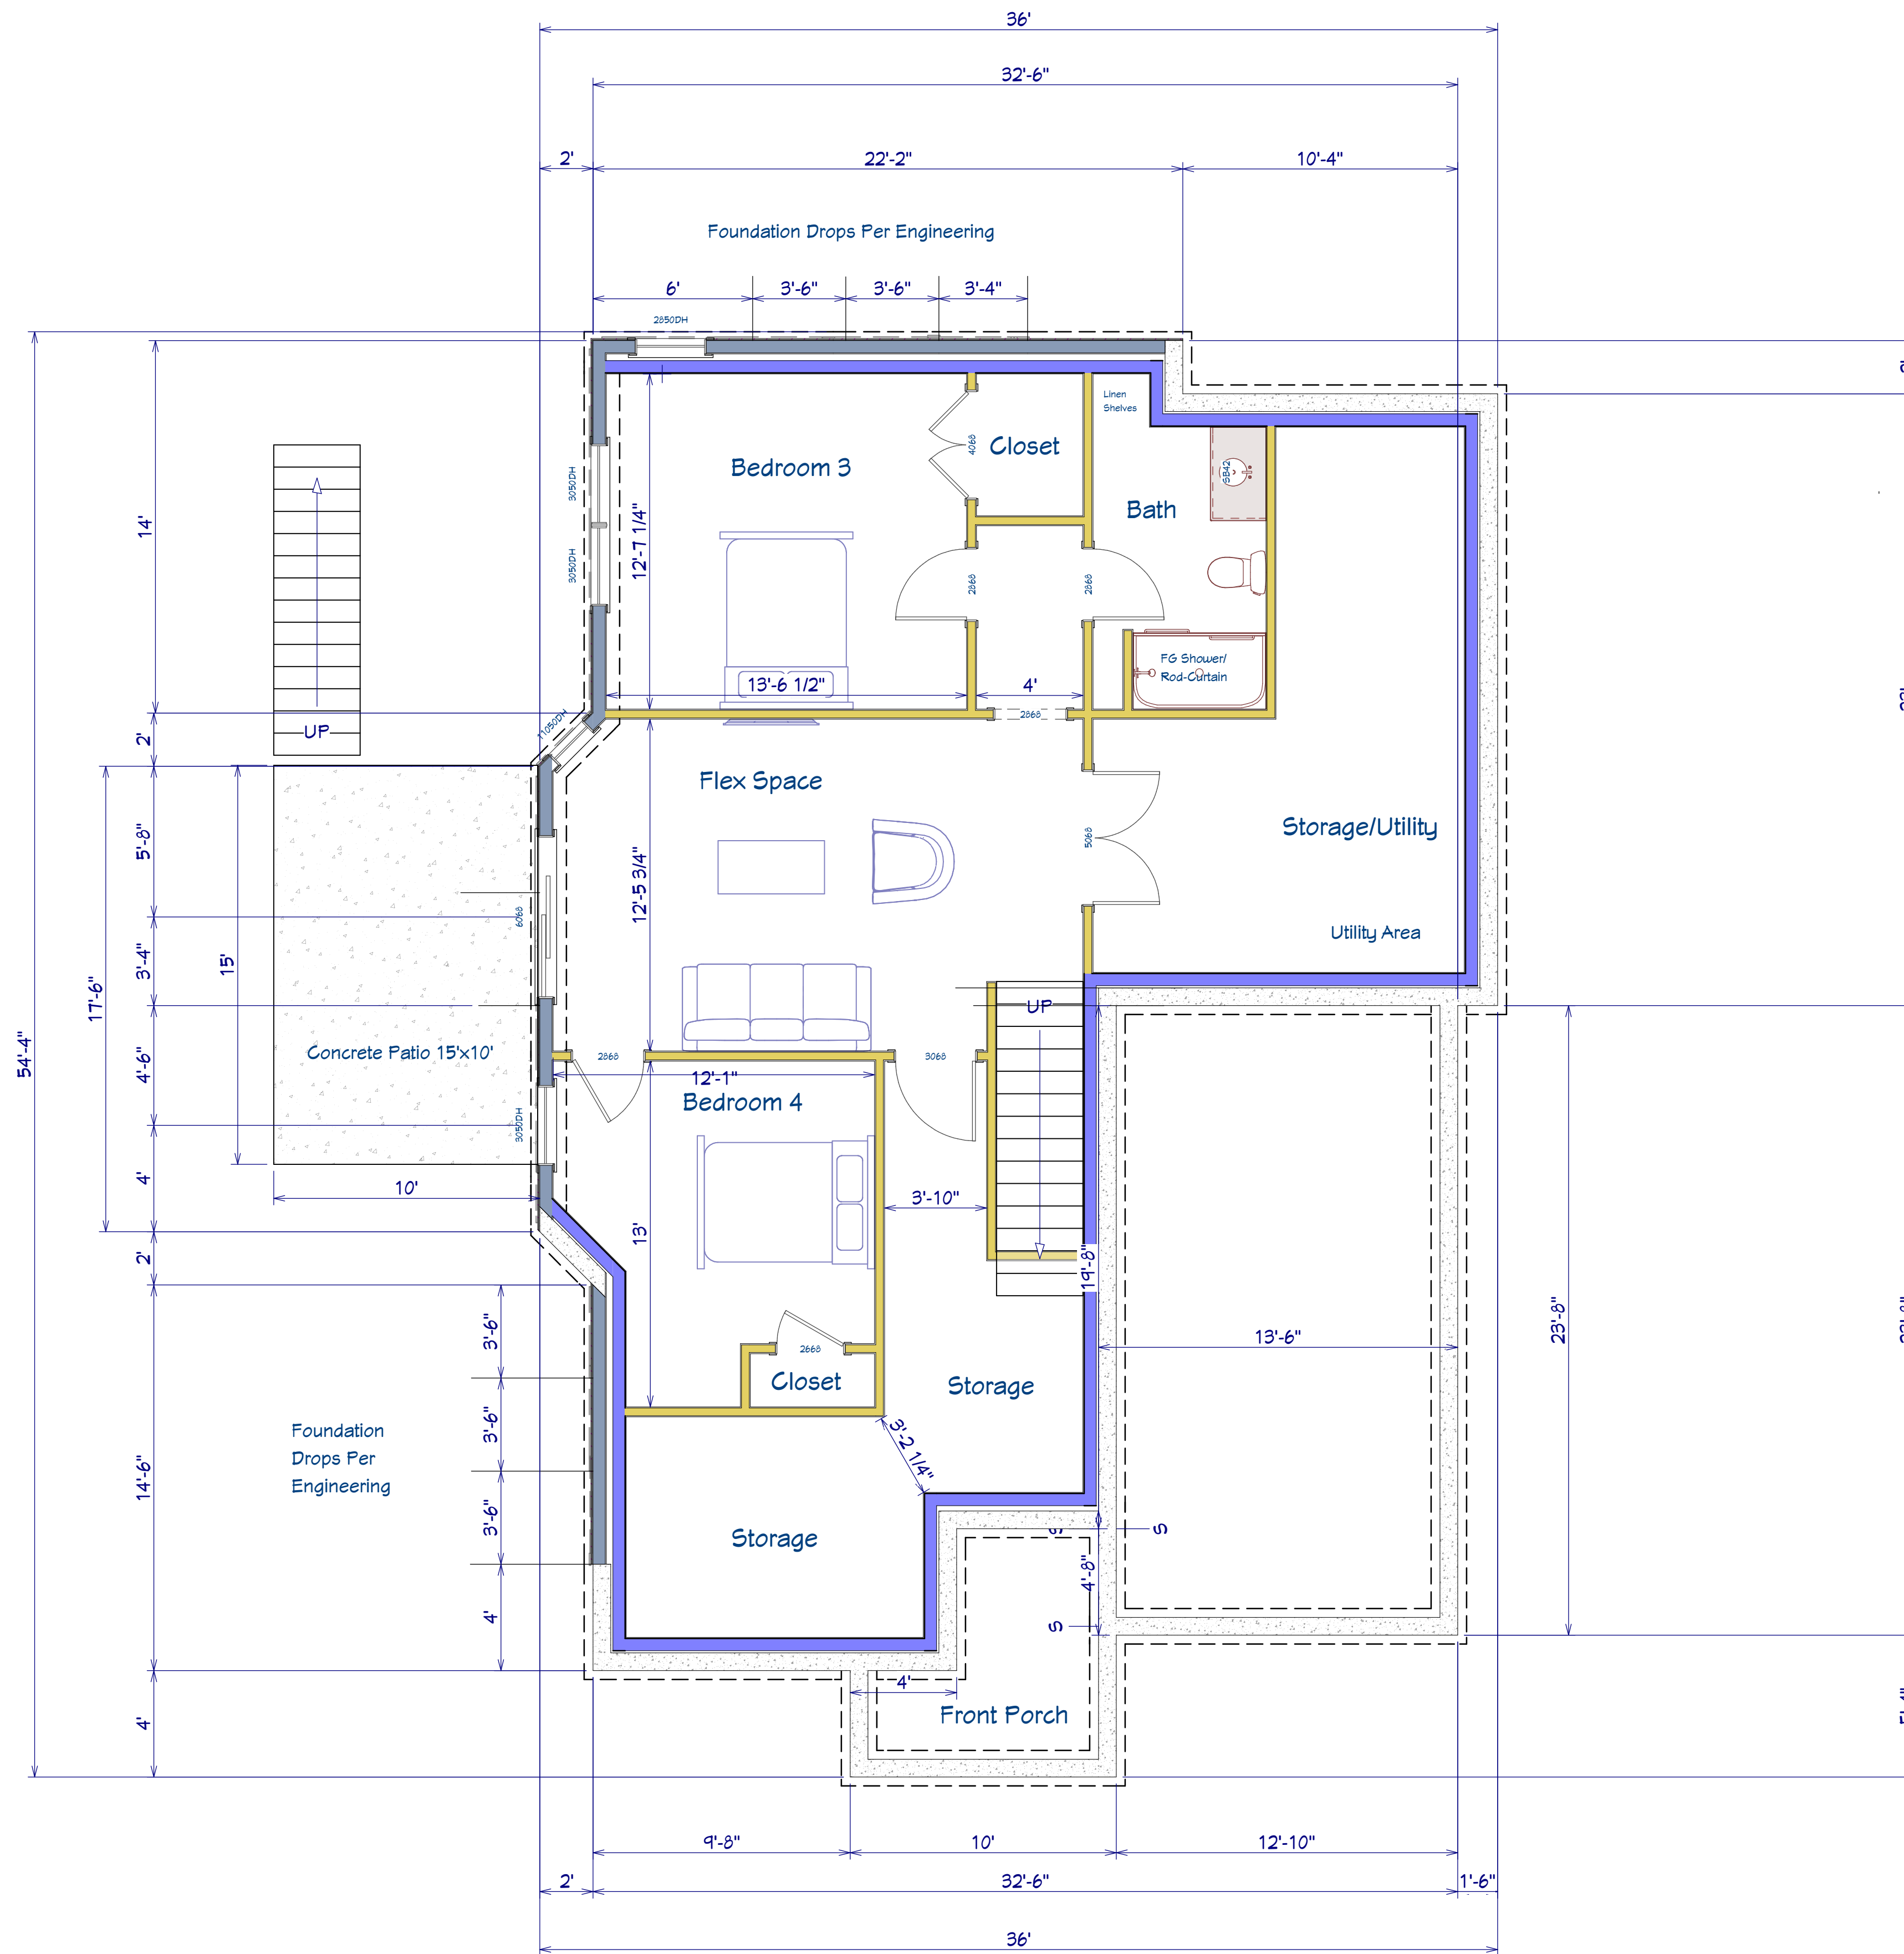 36'
32'-6"
2'
22'-2"
10'-4"
Foundation Drops Per Engineering
6'
3'-6"
3'-6"
3'-4"
2850DH
Linen
Shelves
Closet
4068
Bedroom 3
SB42
3050DH
Bath
14'
12'-7 1/4"
3050DH
2868
2868
FG Shower/
Rod-Curtain
13'-6 1/2"
4'
2868
11050DH
UP
2'
Flex Space
Storage/Utility
5'-8"
5068
12'-5 3/4"
6068
Utility Area
3'-4"
15'
17'-6"
UP
54'-4"
Concrete Patio 15'x10'
4'-6"
2868
3068
12'-1"
Bedroom 4
3050DH
4'
10'
3'-10"
13'
2'
19'-8"
3'-6"
13'-6"
23'-8"
2668
Closet
Storage
3'-6"
Foundation
Drops Per
Engineering
3'-2 1/4"
14'-6"
3'-6"
Storage
S
4'-8"
4'
S
4'
Front Porch
4'
9'-8"
10'
12'-10"
2'
32'-6"
1'-6"
36'